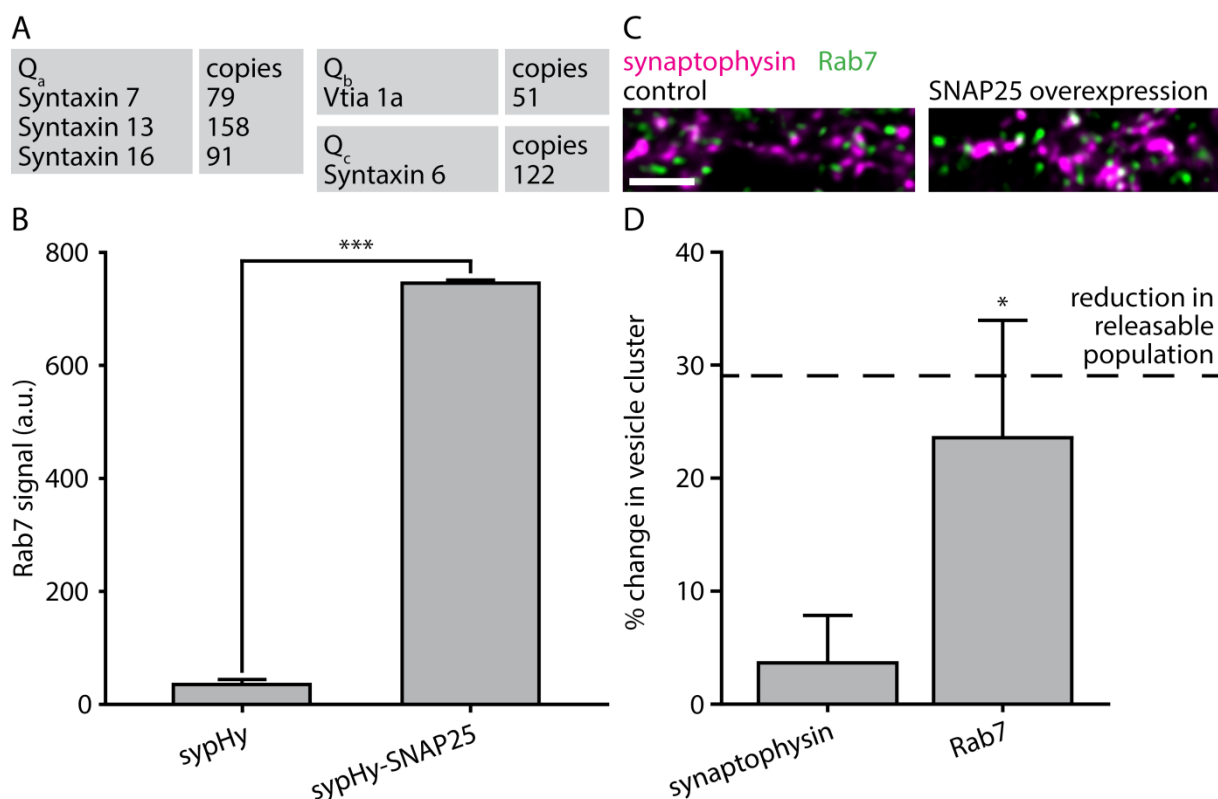 A
Qa copies
Syntaxin 7 79
Syntaxin 13 158
Syntaxin 16 91
Qb copies
Vtia 1a 51
Qc copies
Syntaxin 6 122
C
synaptophysin Rab7
control SNAP25 overexpression
B
***
800
600
400
200
0
Rab7 signal (a.u.)
sypHy
sypHy-SNAP25
D
40
30
20
10
0
% change in vesicle cluster
*
reduction in
releasable
population
synaptophysin
Rab7